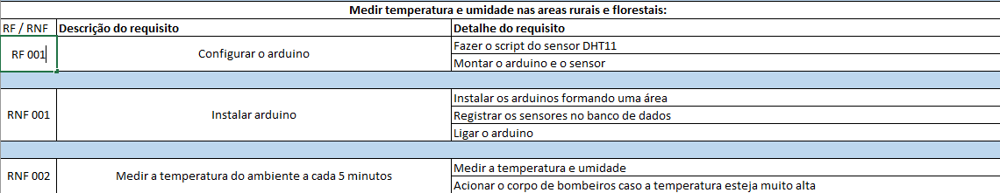 Medir temperatura e umidade nas areas rurais e florestais:
RF / RNF Descrição do requisito Detalhe do requisito
RF 001 Configurar o arduino
Fazer o script do sensor DHT11
Montar o arduino e o sensor
RNF 001 Instalar arduino
Instalar os arduinos formando uma área
Registrar os sensores no banco de dados
Ligar o arduino
RNF 002 Medir a temperatura do ambiente a cada 5 minutos
Medir a temperatura e umidade
Acionar o corpo de bombeiros caso a temperatura esteja muito alta